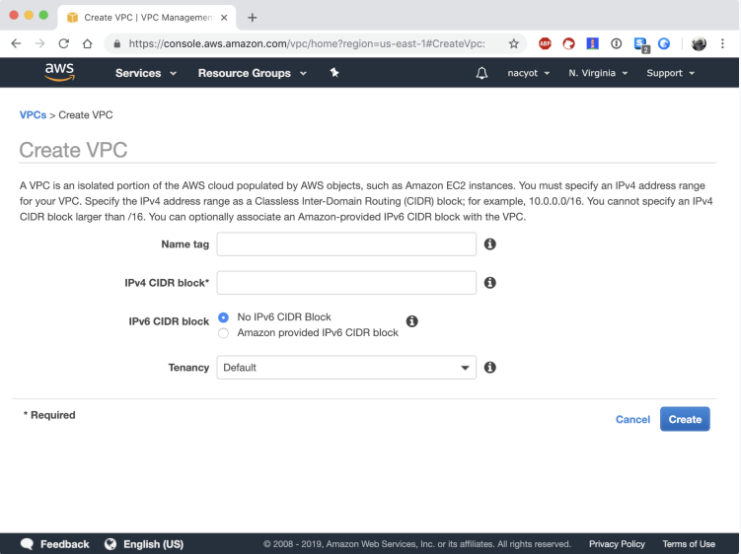 Create VPC | VPC Managemen
https://console.aws.amazon.com/vpc/home?region=us-east-1#CreateVpc:
ABP
2
aws
Services
Resource Groups
nacyot
N. Virginia
Support
VPCs > Create VPC
Create VPC
A VPC is an isolated portion of the AWS cloud populated by AWS objects, such as Amazon EC2 instances. You must specify an IPv4 address range
for your VPC. Specify the IPv4 address range as a Classless Inter-Domain Routing (CIDR) block; for example, 10.0.0.0/16. You cannot specify an IPv4
CIDR block larger than /16. You can optionally associate an Amazon-provided IPv6 CIDR block with the VPC.
Name tag
IPv4 CIDR block*
IPv6 CIDR block
No IPv6 CIDR Block
Amazon provided IPv6 CIDR block
Tenancy
Default
* Required
Cancel
Create
Feedback
English (US)
© 2008 - 2019, Amazon Web Services, Inc. or its affiliates. All rights reserved.
Privacy Policy
Terms of Use